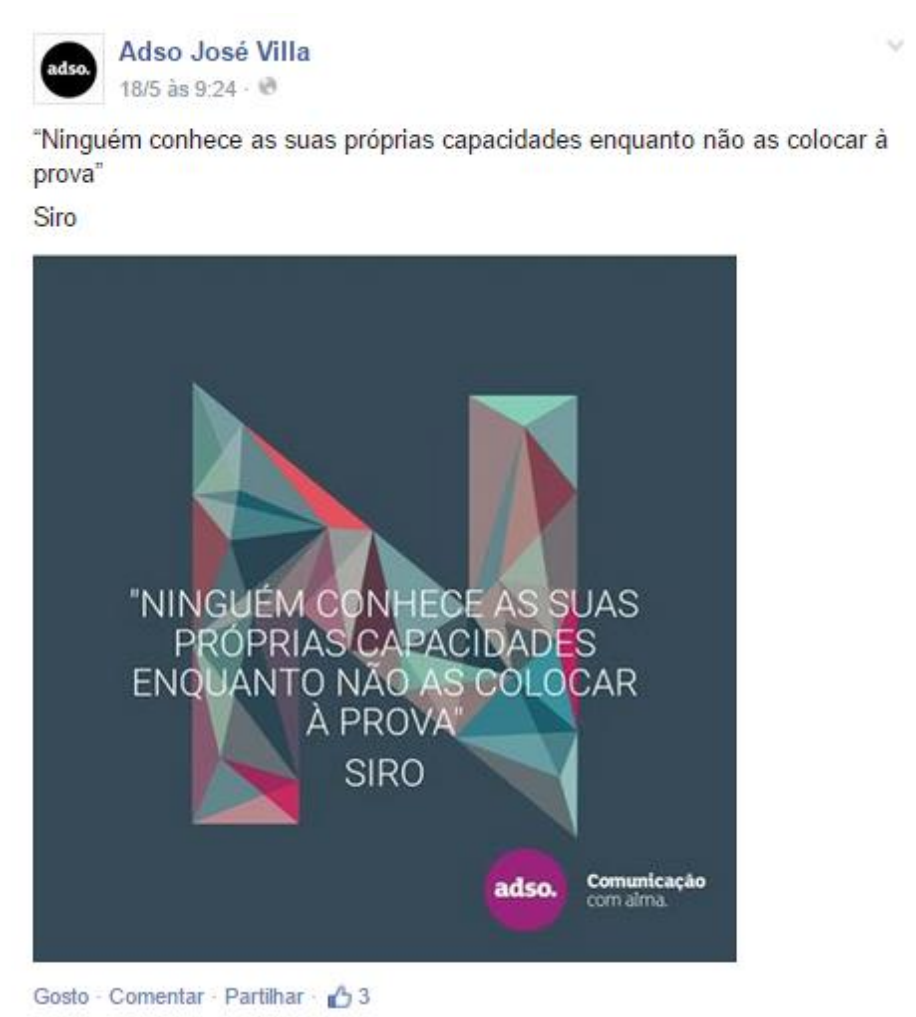 adso.
Adso José Villa
18/5 às 9:24 ·
“Ninguém conhece as suas próprias capacidades enquanto não as colocar à
prova”
Siro
"NINGUÉM CONHECE AS SUAS
PRÓPRIAS CAPACIDADES
ENQUANTO NÃO AS COLOCAR
À PROVA"
SIRO
adso.
Comunicação
com alma.
Gosto · Comentar · Partilhar · 3